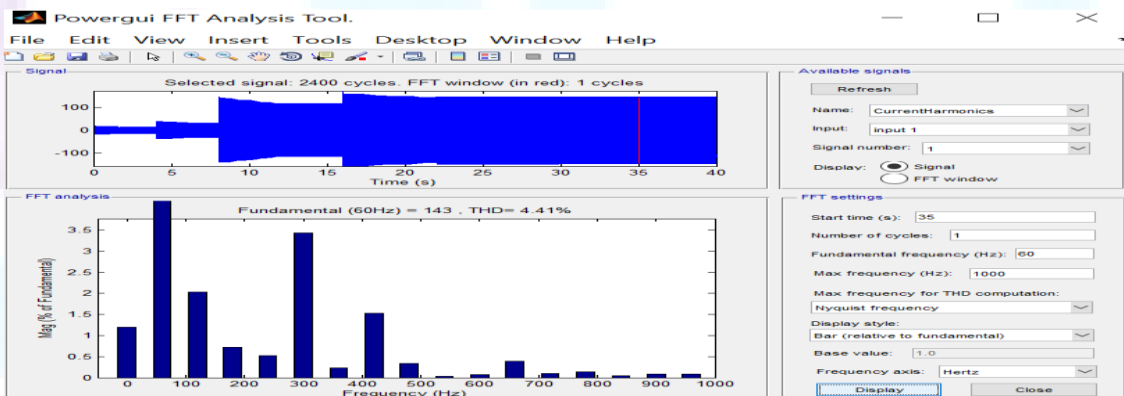 Powergui FFT Analysis Tool.
File Edit View Insert Tools Desktop Window Help
Signal
Selected signal: 2400 cycles. FFT window (in red): 1 cycles
100
0
-100
0 5 10 15 20 25 30 35 40
Time (s)
FFT analysis
Fundamental (60Hz) = 143 , THD= 4.41%
3.5
3
2.5
2
1.5
1
0.5
0
Mag (% of Fundamental)
0 100 200 300 400 500 600 700 800 900 1000
Frequency (Hz)
Available signals
Refresh
Name: CurrentHarmonics
Input: input 1
Signal number: 1
Display: Signal
FFT window
FFT settings
Start time (s): 35
Number of cycles: 1
Fundamental frequency (Hz): 60
Max frequency (Hz): 1000
Max frequency for THD computation:
Nyquist frequency
Display style:
Bar (relative to fundamental)
Base value: 1.0
Frequency axis: Hertz
Display Close